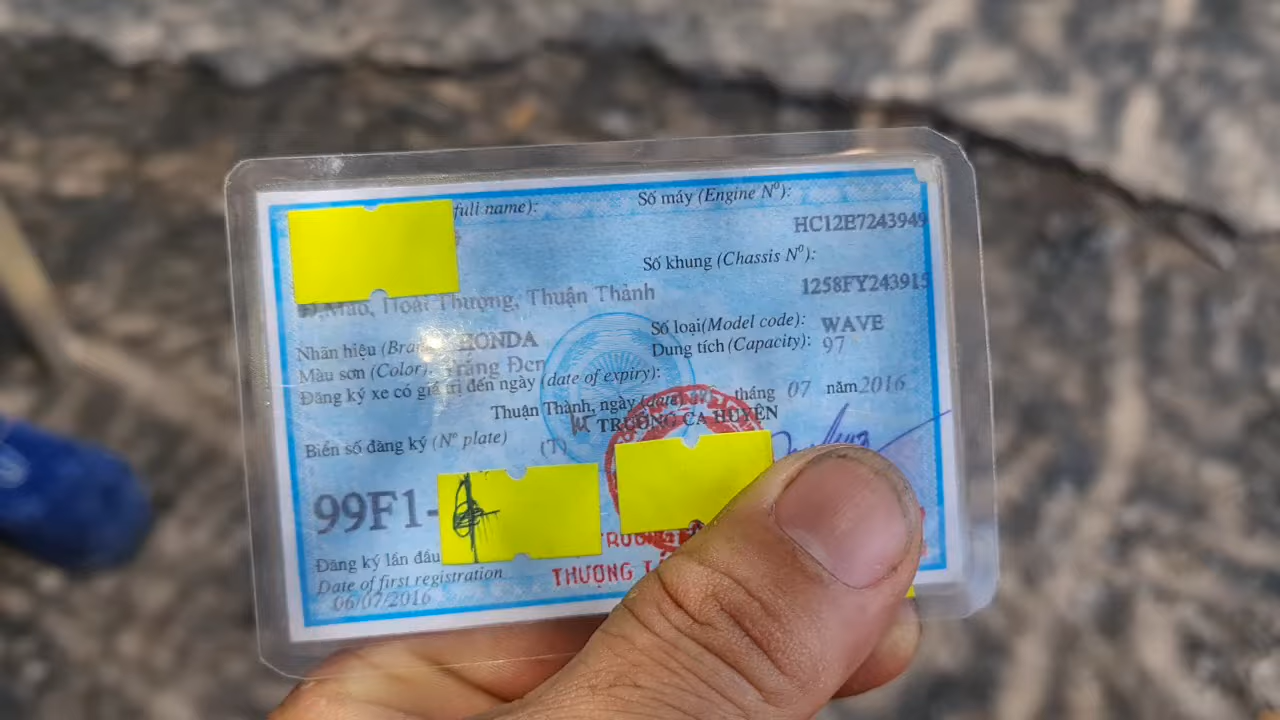 full name):
Số máy (Engine Nº):
HC12E7243949
Số khung (Chassis Nº):
1258FY243915
Hoài Thượng, Thuận Thành
Nhãn hiệu HONDA
Số loại(Model code): WAVE
Màu sơn (Color): Trắng Đen
Dung tích (Capacity): 97
Đăng ký xe có giá trị đến ngày (date of expiry):
Thuận Thành, ngày tháng 07 năm 2016
TRƯỞNG CA HUYỆN
Biển số đăng ký (Nº plate) (T)
99F1-
Đăng ký lần đầu
Date of first registration
06/07/2016
THƯỢNG